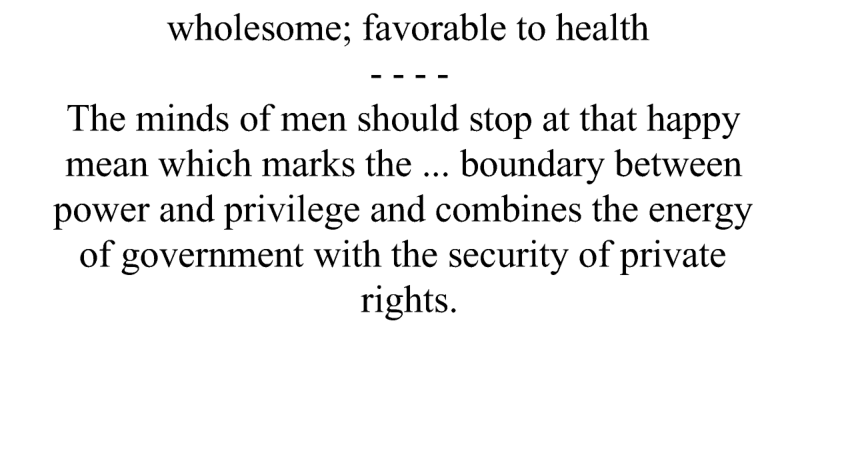 wholesome; favorable to health
- - - -
The minds of men should stop at that happy
mean which marks the ... boundary between
power and privilege and combines the energy
of government with the security of private
rights.